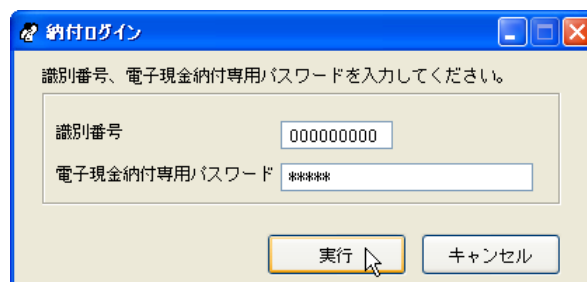 納付ログイン
識別番号、電子現金納付専用パスワードを入力してください。
識別番号 000000000
電子現金納付専用パスワード *****
実行 キャンセル